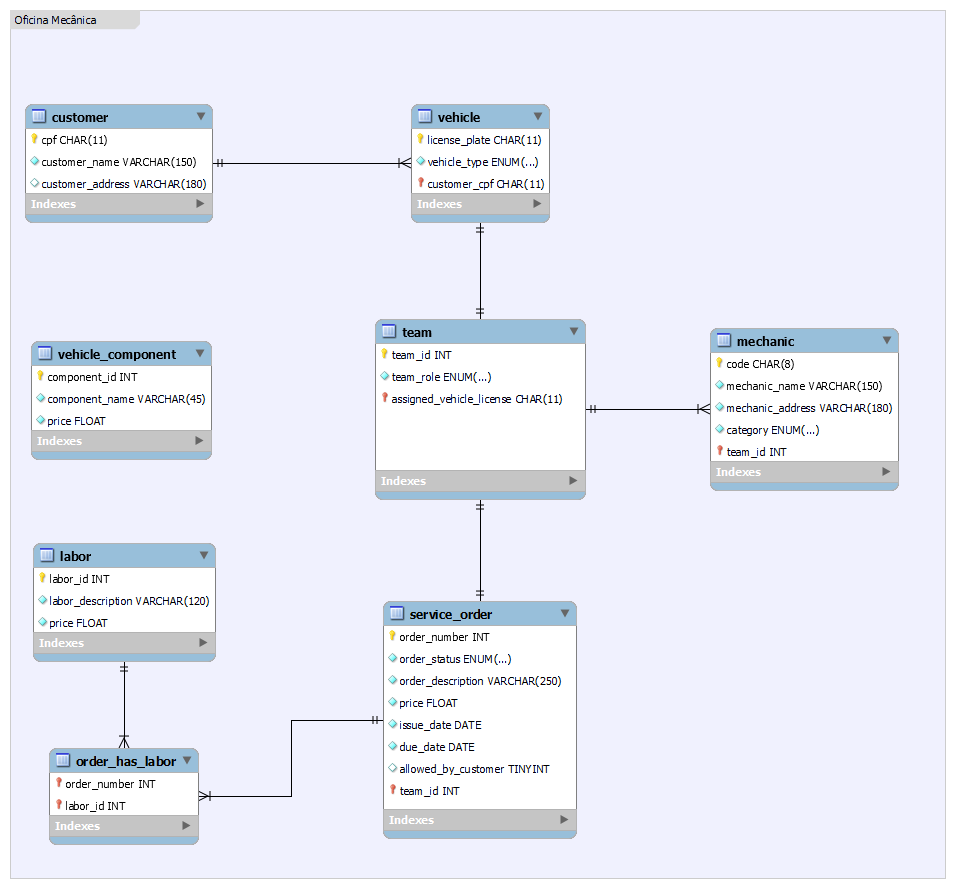 Oficina Mecânica
customer
cpf CHAR(11)
customer_name VARCHAR(150)
customer_address VARCHAR(180)
Indexes
vehicle
license_plate CHAR(11)
vehicle_type ENUM(...)
customer_cpf CHAR(11)
Indexes
vehicle_component
component_id INT
component_name VARCHAR(45)
price FLOAT
Indexes
team
team_id INT
team_role ENUM(...)
assigned_vehicle_license CHAR(11)
Indexes
mechanic
code CHAR(8)
mechanic_name VARCHAR(150)
mechanic_address VARCHAR(180)
category ENUM(...)
team_id INT
Indexes
labor
labor_id INT
labor_description VARCHAR(120)
price FLOAT
Indexes
service_order
order_number INT
order_status ENUM(...)
order_description VARCHAR(250)
price FLOAT
issue_date DATE
due_date DATE
allowed_by_customer TINYINT
team_id INT
Indexes
order_has_labor
order_number INT
labor_id INT
Indexes